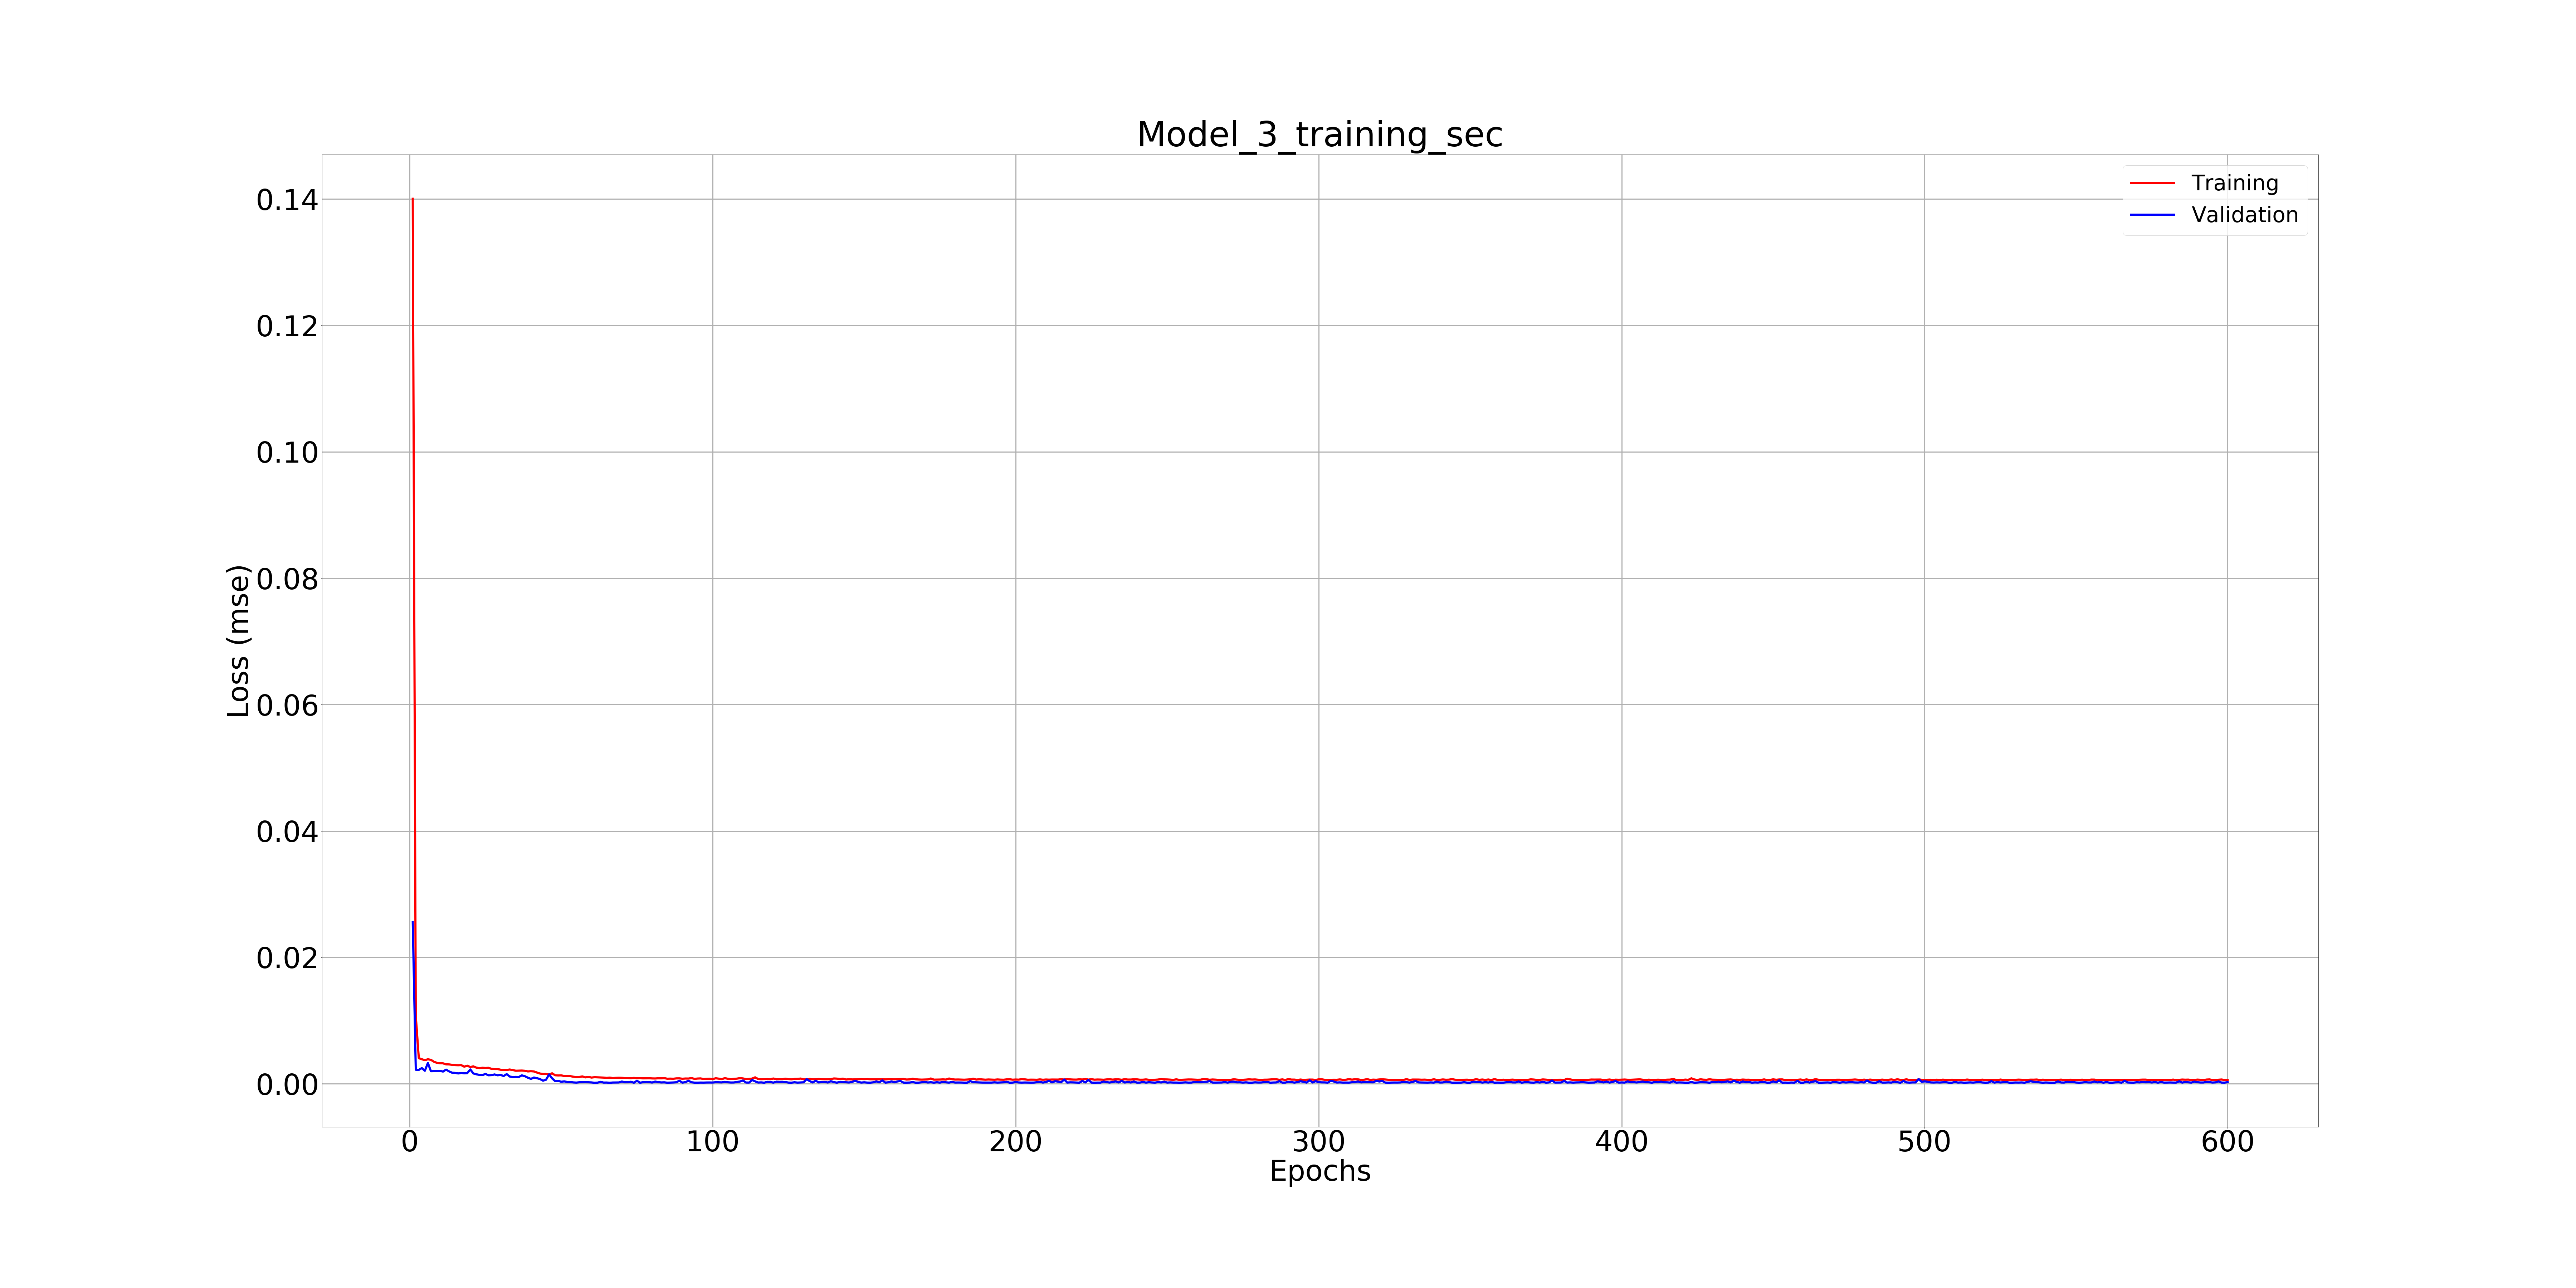 Model_3_training_sec
Training
Validation
0.14
0.12
0.10
0.08
0.06
0.04
0.02
0.00
Loss (mse)
0 100 200 300 400 500 600
Epochs